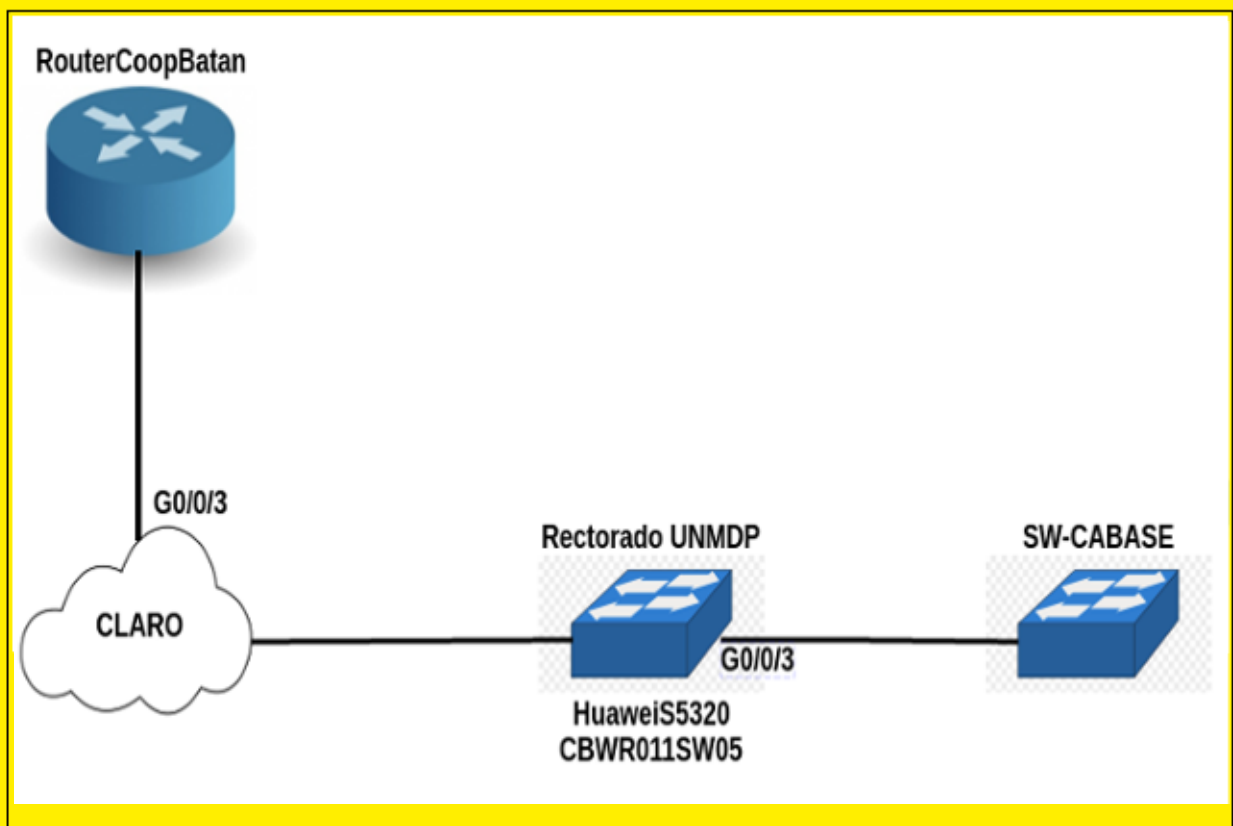 RouterCoopBatan
G0/0/3
CLARO
Rectorado UNMDP
G0/0/3
HuaweiS5320
CBWR011SW05
SW-CABASE